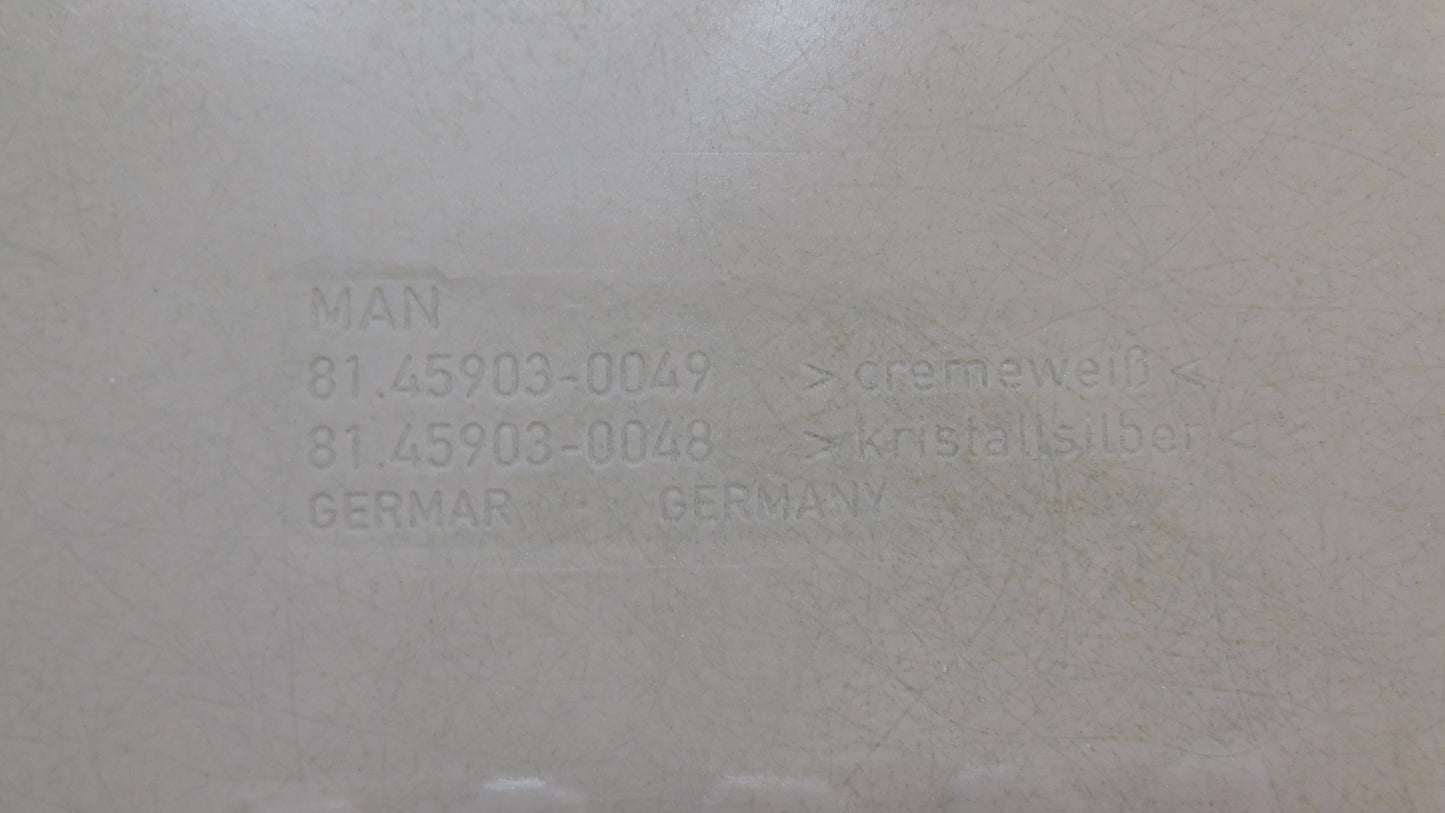 MAN
81.45903-0049 >cremeweiß<
81.45903-0048 >kristallsilber<
GERMAR GERMANY